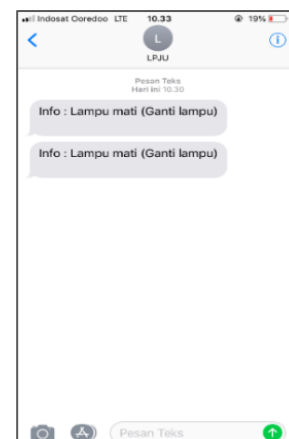 Indosat Ooredoo LTE 10.33 19%
L
LPJU
Pesan Teks
Hari ini 10.30
Info : Lampu mati (Ganti lampu)
Info : Lampu mati (Ganti lampu)
Pesan Teks